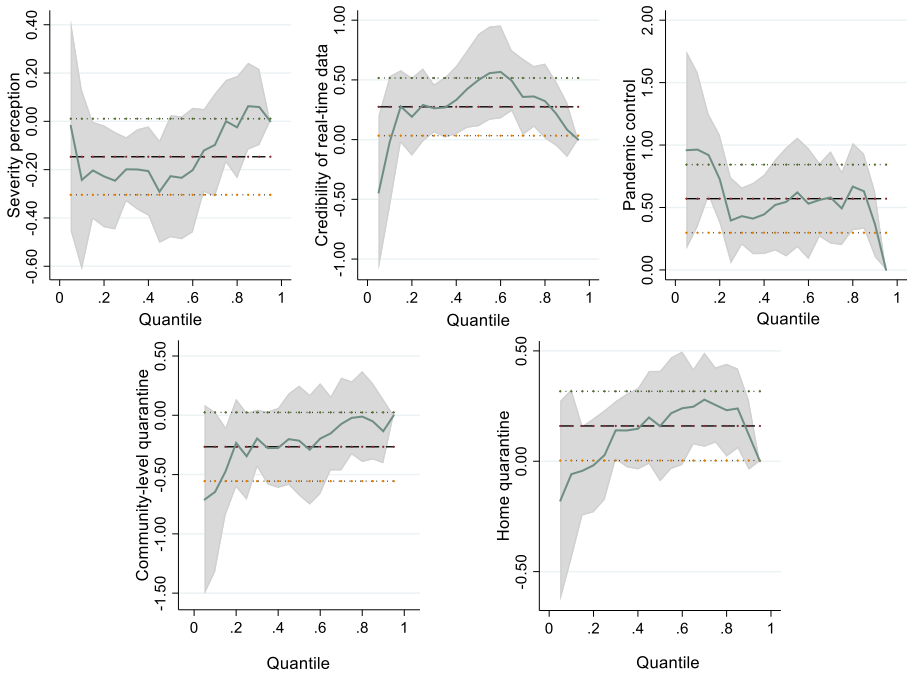 Severity perception
0.40
0.20
0.00
-0.20
-0.40
-0.60
0 .2 .4 .6 .8 1
Quantile
Credibility of real-time data
1.00
0.50
0.00
-0.50
-1.00
0 .2 .4 .6 .8 1
Quantile
Pandemic control
2.00
1.50
1.00
0.50
0.00
0 .2 .4 .6 .8 1
Quantile
Community-level quarantine
0.50
0.00
-0.50
-1.00
-1.50
0 .2 .4 .6 .8 1
Quantile
Home quarantine
0.50
0.00
-0.50
0 .2 .4 .6 .8 1
Quantile